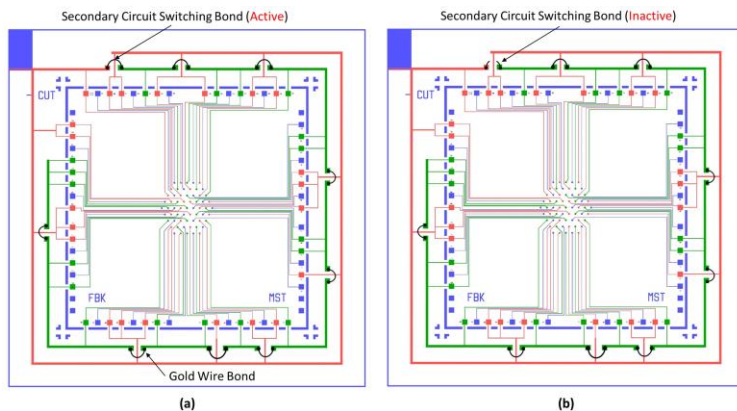 Secondary Circuit Switching Bond (Active)
Secondary Circuit Switching Bond (Inactive)
CUT
CUT
FBK
MST
FBK
MST
Gold Wire Bond
(a)
(b)